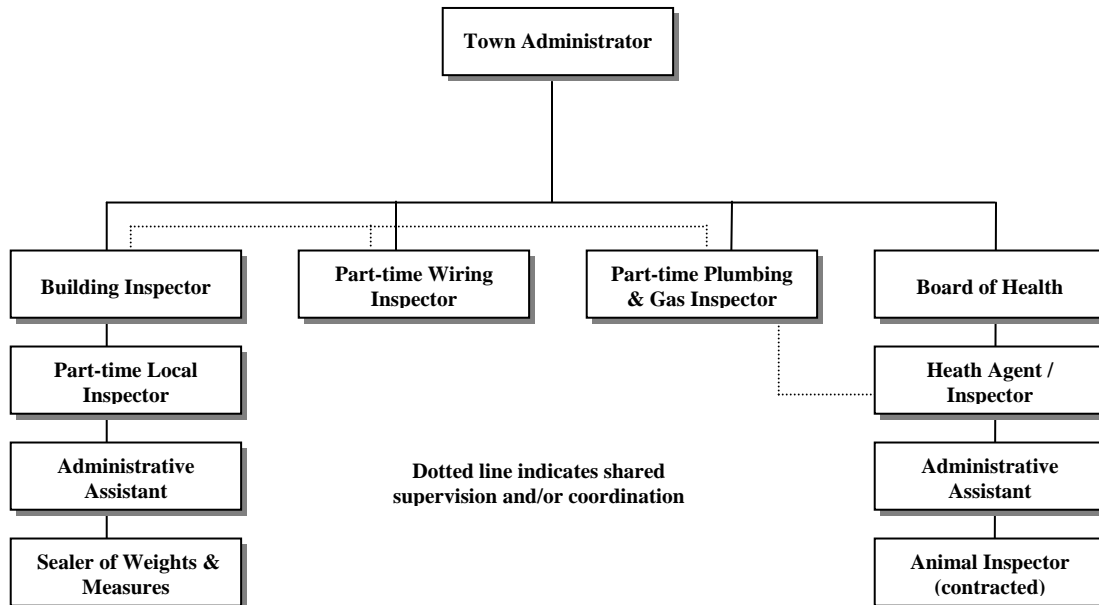 Town Administrator
Building Inspector
Part-time Wiring
Inspector
Part-time Plumbing
& Gas Inspector
Board of Health
Part-time Local
Inspector
Heath Agent /
Inspector
Administrative
Assistant
Dotted line indicates shared
supervision and/or coordination
Administrative
Assistant
Sealer of Weights &
Measures
Animal Inspector
(contracted)